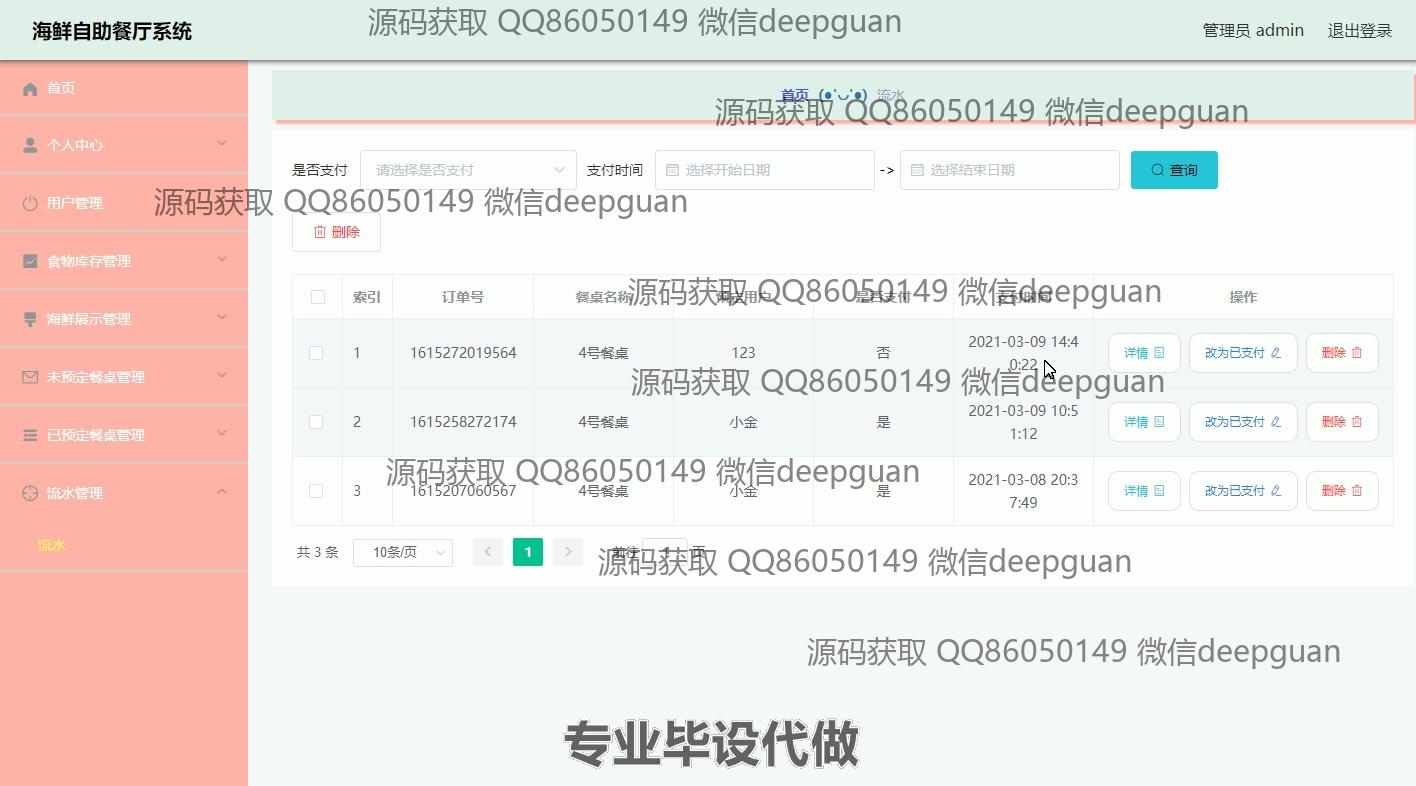 海鲜自助餐厅系统
源码获取 QQ86050149 微信deepguan
管理员 admin
退出登录
首页
个人中心
用户管理
食物库存管理
海鲜展示管理
未预定餐桌管理
已预定餐桌管理
流水管理
流水
首页 (●'◡'●) 流水
源码获取 QQ86050149 微信deepguan
是否支付 请选择是否支付 支付时间 选择开始日期 -> 选择结束日期 查询
源码获取 QQ86050149 微信deepguan
删除
索引 订单号 餐桌名称 是否支付 支付时间 操作
源码获取 QQ86050149 微信deepguan
1 1615272019564 4号餐桌 123 否 2021-03-09 14:4
0:22 详情 改为已支付 删除
源码获取 QQ86050149 微信deepguan
2 1615258272174 4号餐桌 小金 是 2021-03-09 10:5
1:12 详情 改为已支付 删除
源码获取 QQ86050149 微信deepguan
3 1615207060567 4号餐桌 小金 是 2021-03-08 20:3
7:49 详情 改为已支付 删除
共 3 条 10条/页 < 1 > 前往 1 页
源码获取 QQ86050149 微信deepguan
源码获取 QQ86050149 微信deepguan
专业毕设代做